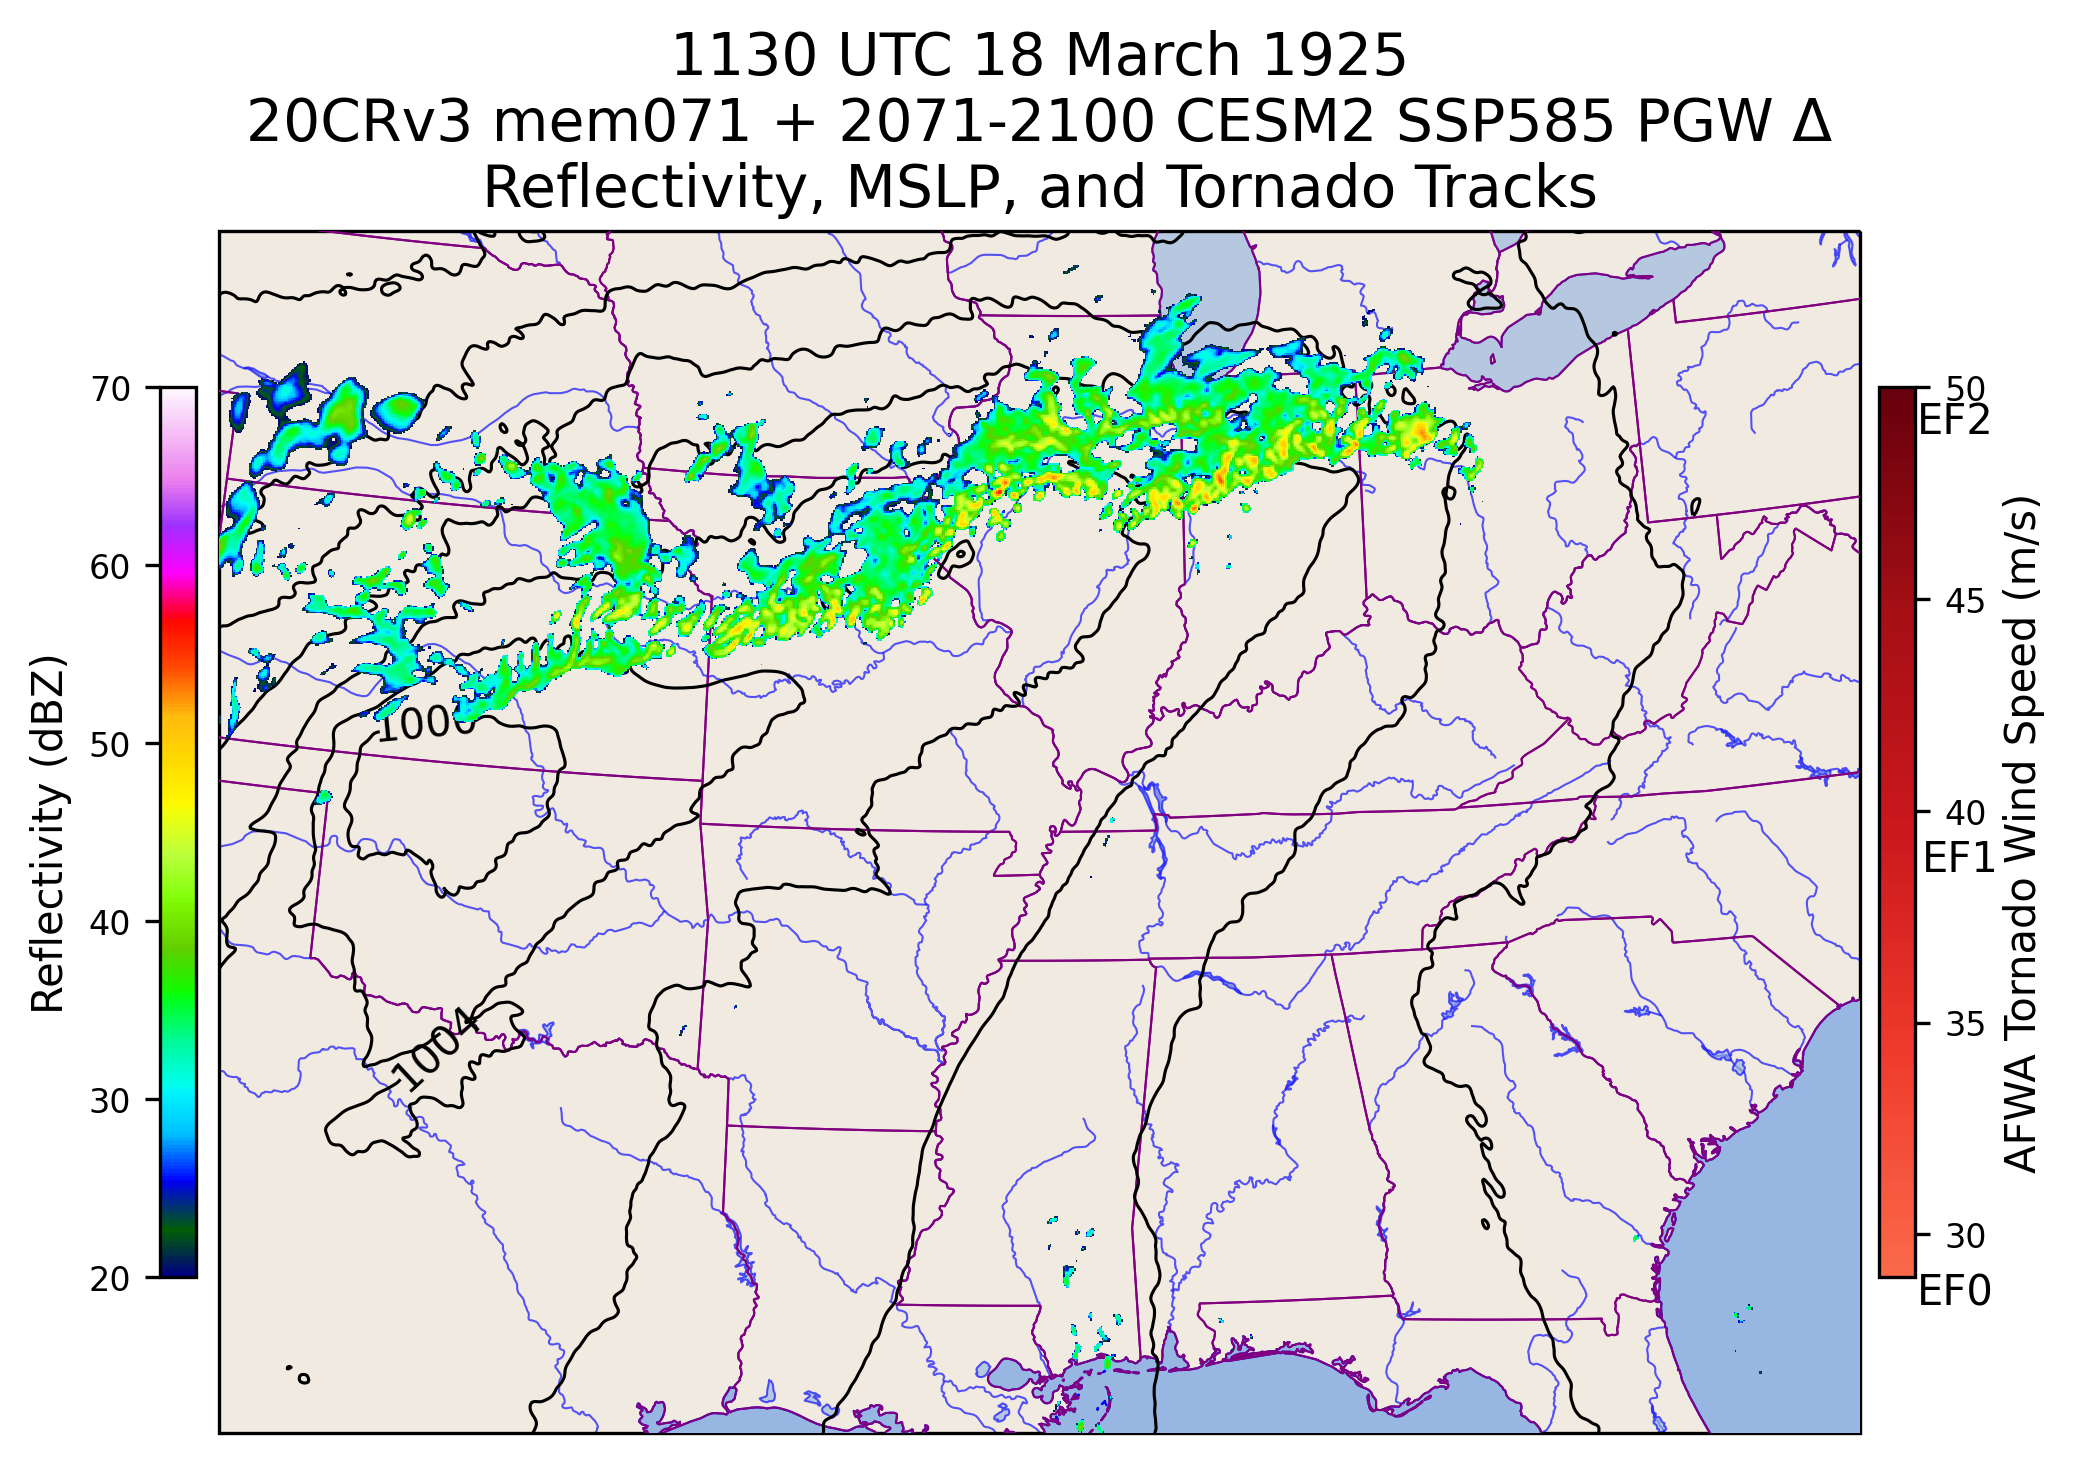 1130 UTC 18 March 1925
20CRv3 mem071 + 2071-2100 CESM2 SSP585 PGW Δ
Reflectivity, MSLP, and Tornado Tracks
Reflectivity (dBZ)
70
60
50
40
30
20
1000
1004
50
EF2
45
40
EF1
35
30
EF0
AFWA Tornado Wind Speed (m/s)